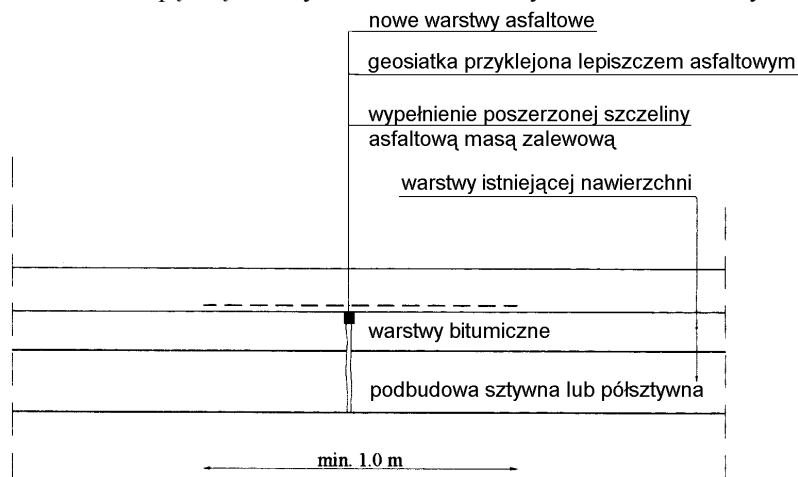 nowe warstwy asfaltowe
geosiatka przyklejona lepiszczem asfaltowym
wypełnienie poszerzonej szczeliny
asfaltową masą zalewową
warstwy istniejącej nawierzchni
warstwy bitumiczne
podbudowa sztywna lub półsztywna
min. 1.0 m